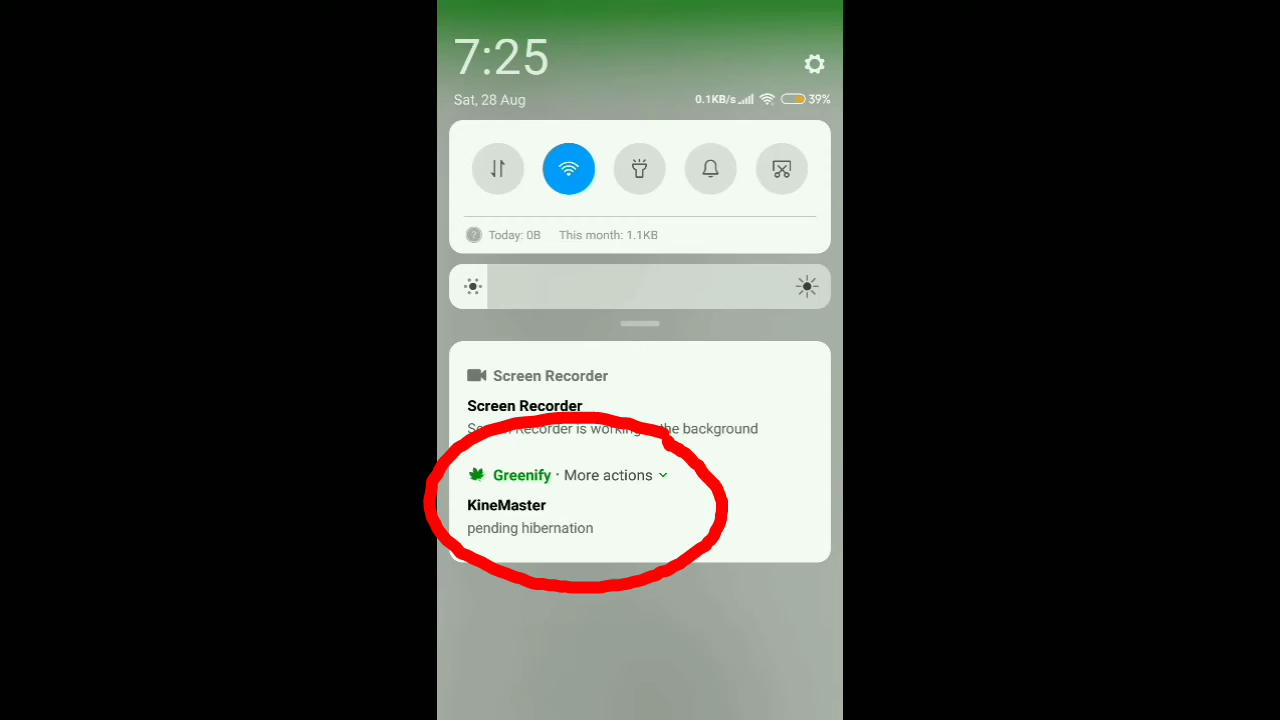 7:25
Sat, 28 Aug
0.1KB/s 39%
Today: 0B This month: 1.1KB
Screen Recorder
Screen Recorder
Screen Recorder is working the background
Greenify · More actions
KineMaster
pending hibernation